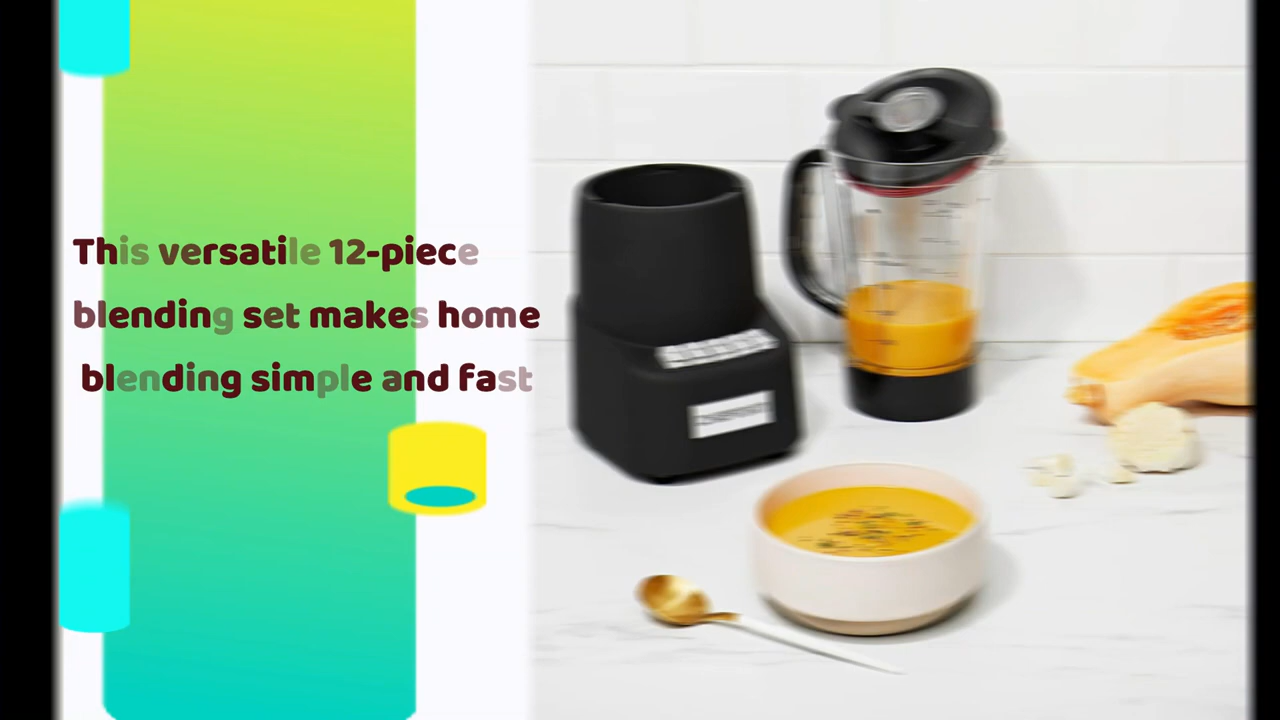 This versatile 12-piece
blending set makes home
blending simple and fast